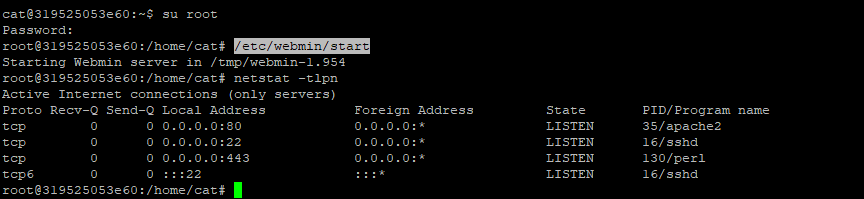 cat@319525053e60:~$ su root
Password:
root@319525053e60:/home/cat# /etc/webmin/start
Starting Webmin server in /tmp/webmin-1.954
root@319525053e60:/home/cat# netstat -tlpn
Active Internet connections (only servers)
Proto Recv-Q Send-Q Local Address           Foreign Address         State       PID/Program name
tcp        0      0 0.0.0.0:80              0.0.0.0:*               LISTEN      35/apache2
tcp        0      0 0.0.0.0:22              0.0.0.0:*               LISTEN      16/sshd
tcp        0      0 0.0.0.0:443             0.0.0.0:*               LISTEN      130/perl
tcp6       0      0 :::22                   :::*                    LISTEN      16/sshd
root@319525053e60:/home/cat#